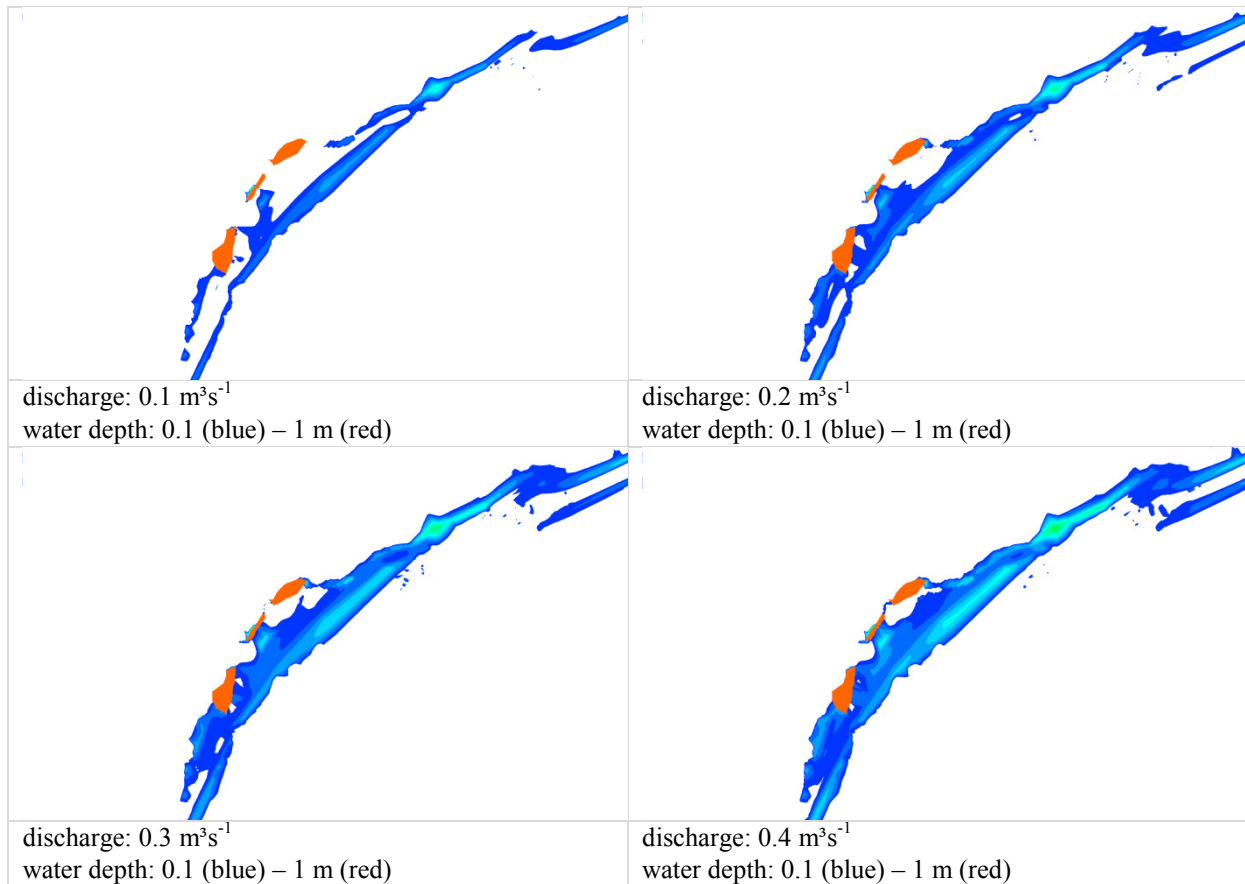 discharge: 0.1 m³s⁻¹
water depth: 0.1 (blue) – 1 m (red)
discharge: 0.2 m³s⁻¹
water depth: 0.1 (blue) – 1 m (red)
discharge: 0.3 m³s⁻¹
water depth: 0.1 (blue) – 1 m (red)
discharge: 0.4 m³s⁻¹
water depth: 0.1 (blue) – 1 m (red)